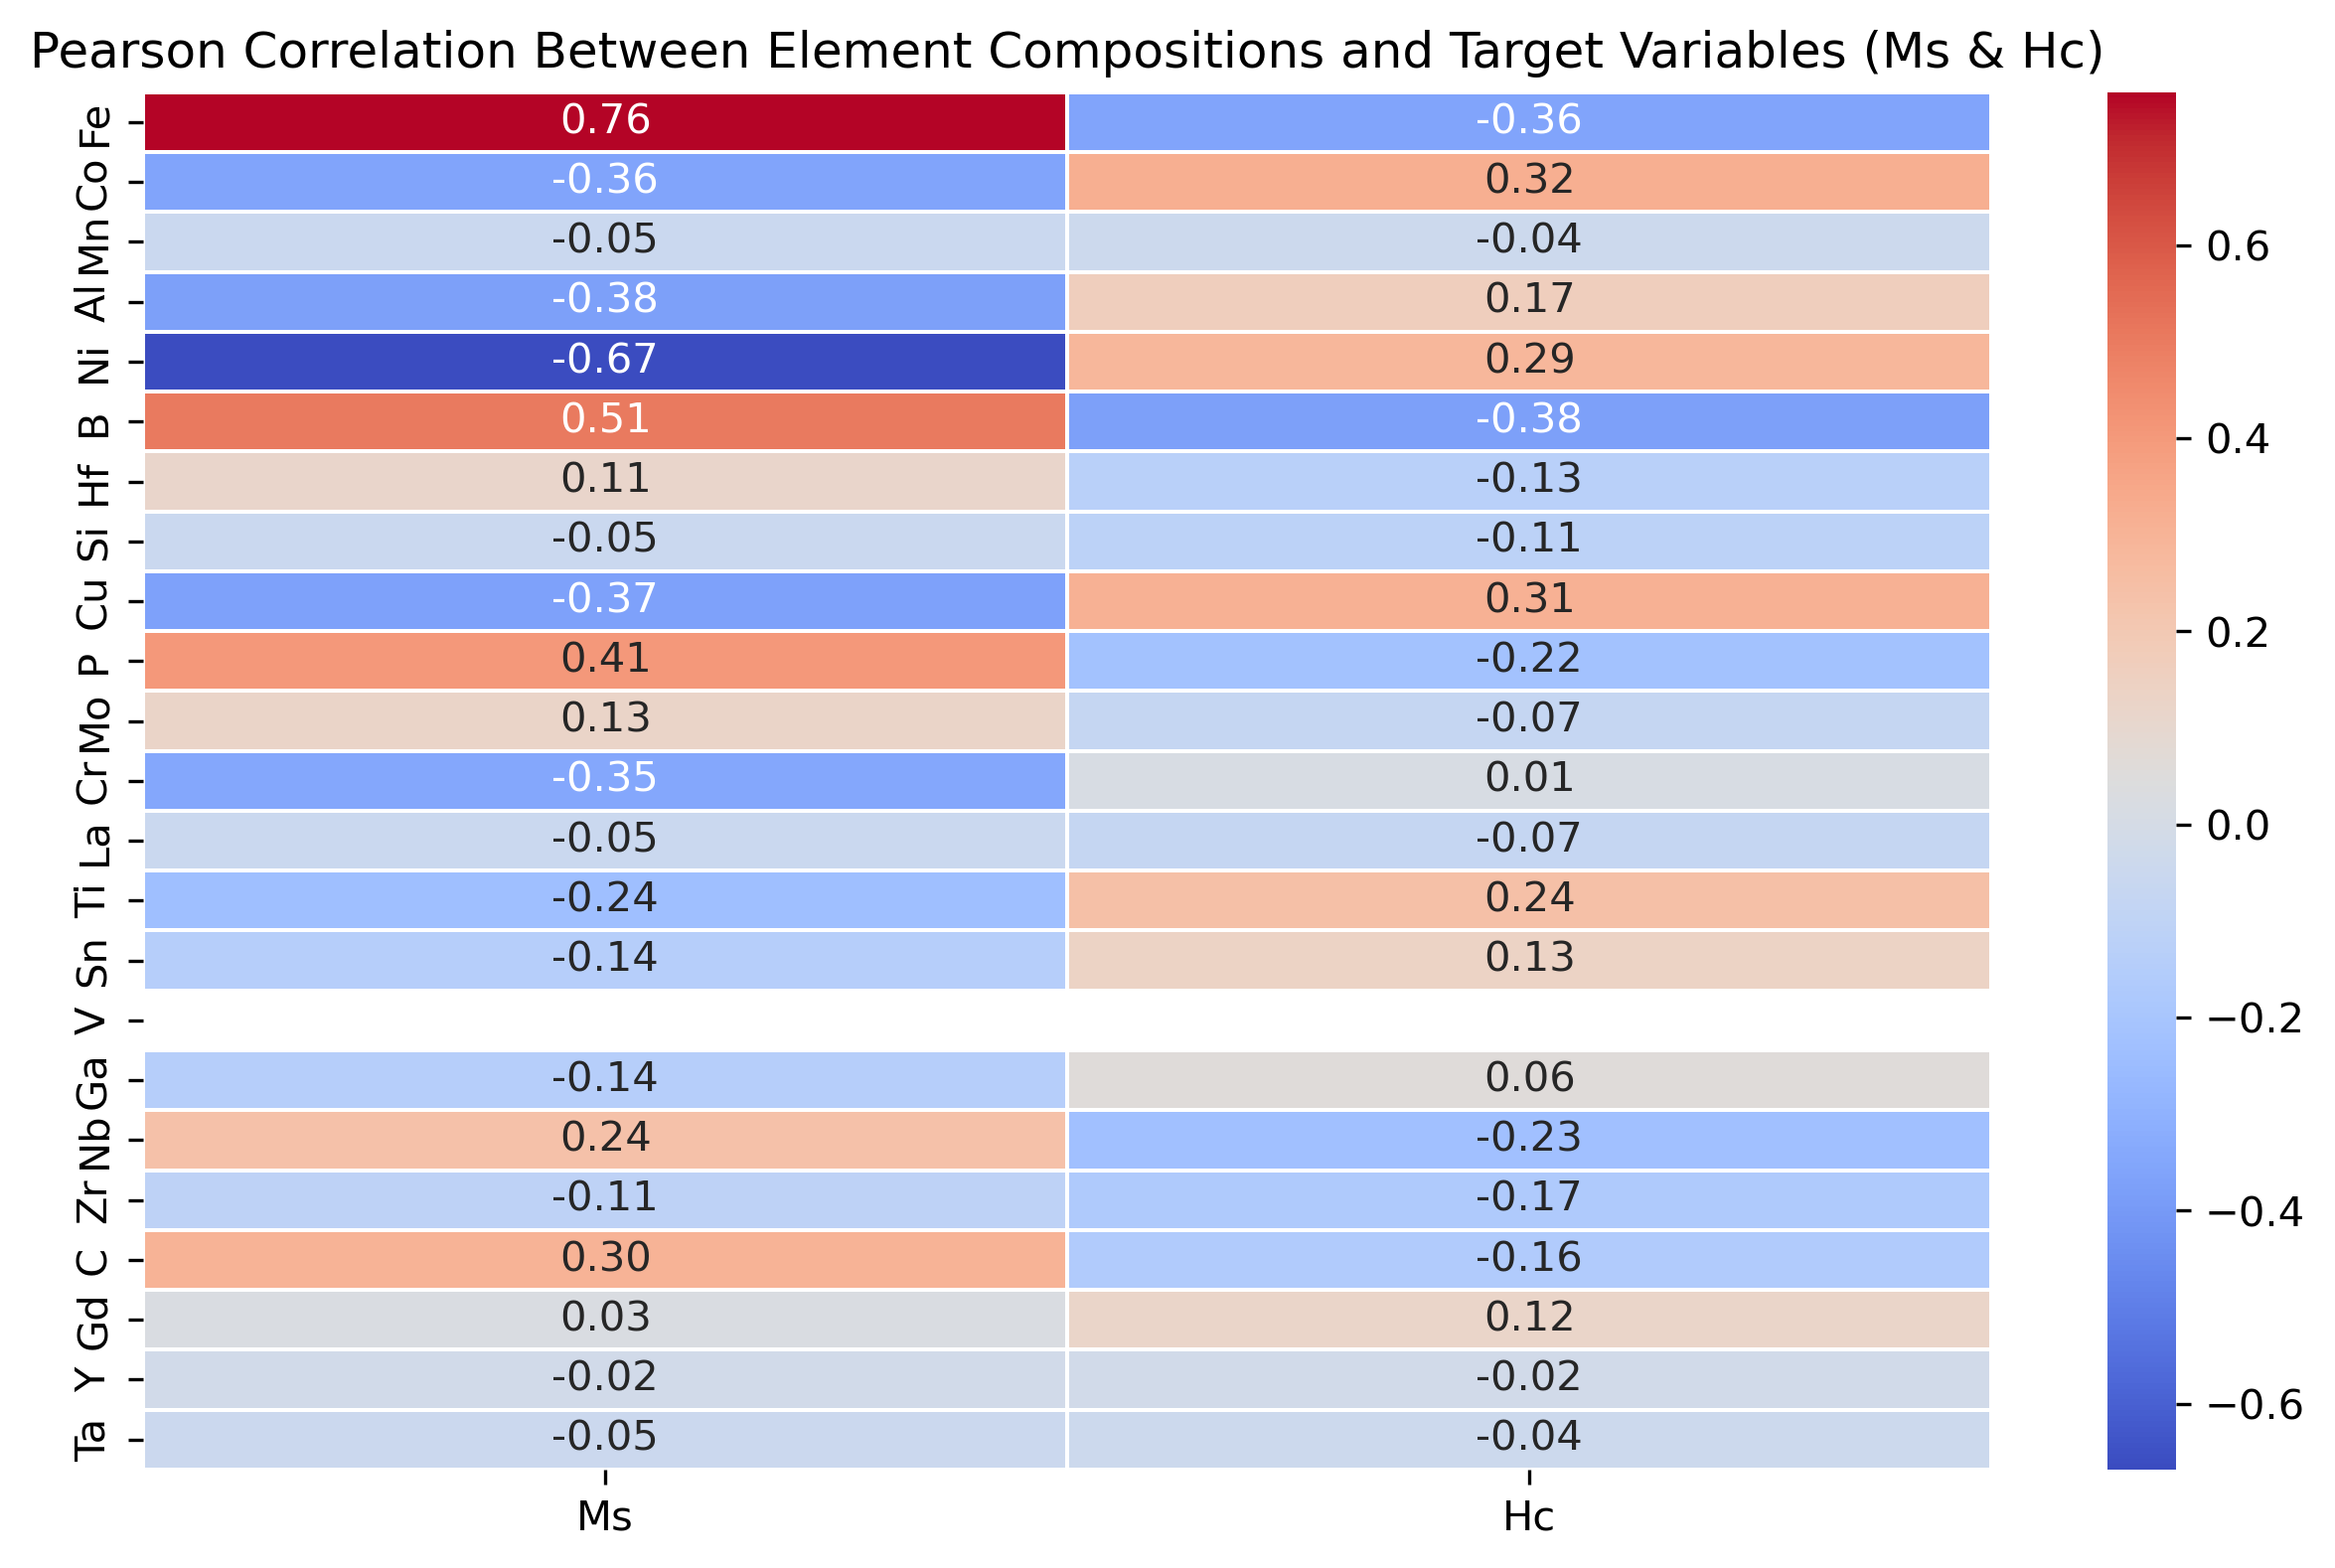 Pearson Correlation Between Element Compositions and Target Variables (Ms & Hc)
Fe 0.76 -0.36
Co -0.36 0.32
Mn -0.05 -0.04
Al -0.38 0.17
Ni -0.67 0.29
B 0.51 -0.38
Hf 0.11 -0.13
Si -0.05 -0.11
Cu -0.37 0.31
P 0.41 -0.22
Mo 0.13 -0.07
Cr -0.35 0.01
La -0.05 -0.07
Ti -0.24 0.24
Sn -0.14 0.13
V
Ga -0.14 0.06
Nb 0.24 -0.23
Zr -0.11 -0.17
C 0.30 -0.16
Gd 0.03 0.12
Y -0.02 -0.02
Ta -0.05 -0.04
Ms Hc
0.6
0.4
0.2
0.0
−0.2
−0.4
−0.6